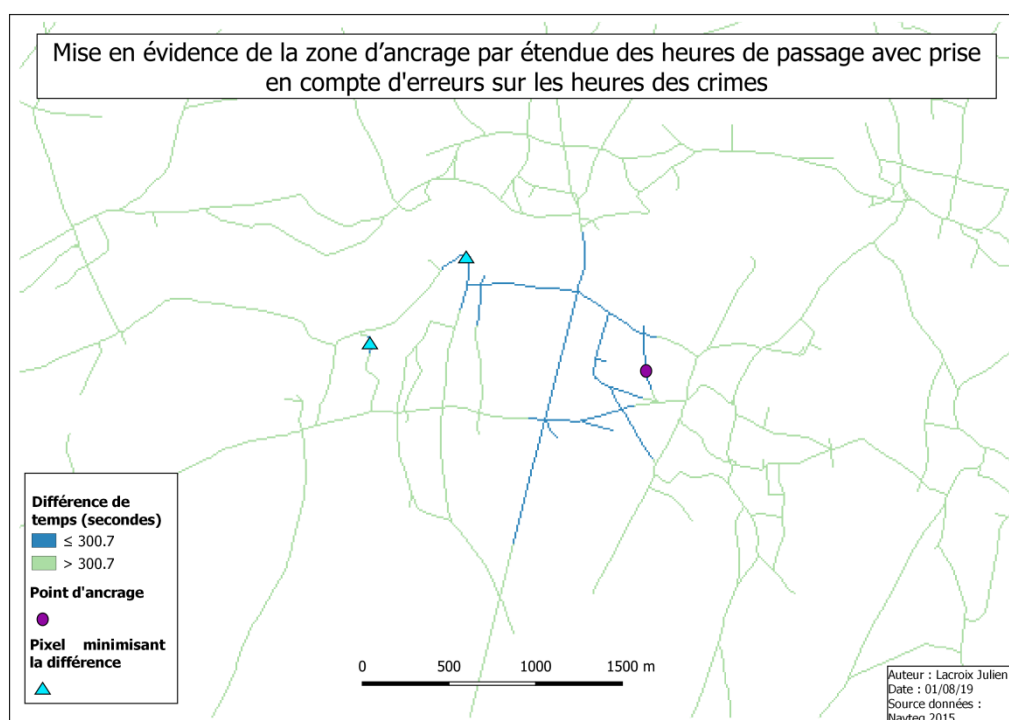 Mise en évidence de la zone d’ancrage par étendue des heures de passage avec prise
en compte d'erreurs sur les heures des crimes
Différence de
temps (secondes)
≤ 300.7
> 300.7
Point d'ancrage
Pixel minimisant
la différence
0 500 1000 1500 m
Auteur : Lacroix Julien
Date : 01/08/19
Source données :
Navteq 2015